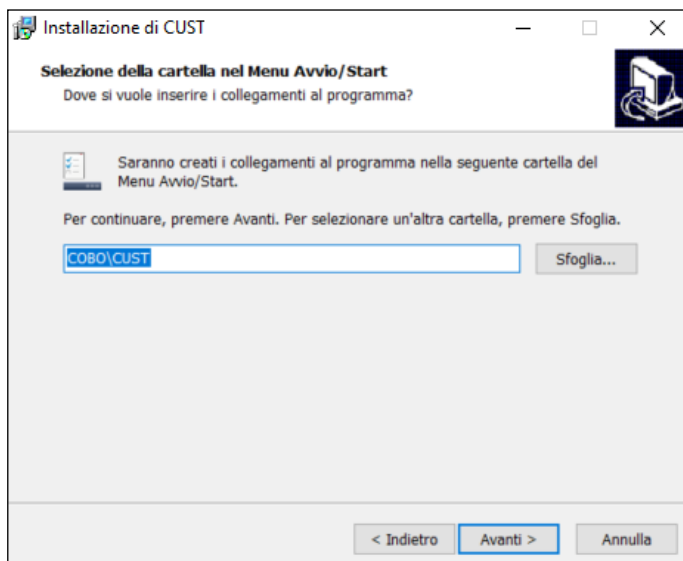 Installazione di CUST
Selezione della cartella nel Menu Avvio/Start
Dove si vuole inserire i collegamenti al programma?
Saranno creati i collegamenti al programma nella seguente cartella del
Menu Avvio/Start.
Per continuare, premere Avanti. Per selezionare un'altra cartella, premere Sfoglia.
COBO\CUST
Sfoglia...
< Indietro
Avanti >
Annulla